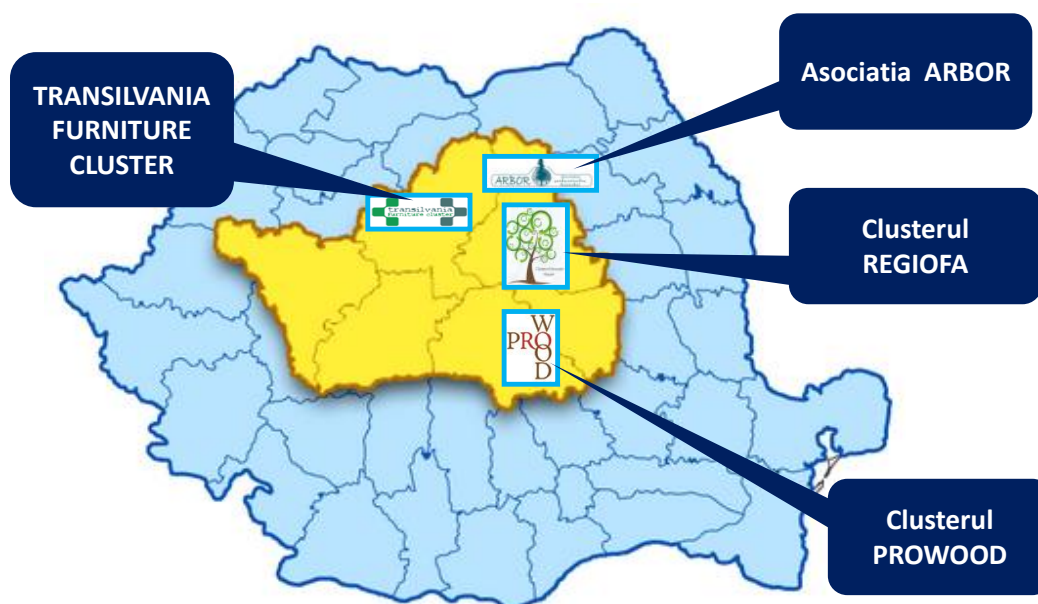 TRANSILVANIA
FURNITURE
CLUSTER
Asociatia ARBOR
ARBOR
transilvania
furniture cluster
Clusterul
REGIOFA
PRO
WOOD
Clusterul
PROWOOD